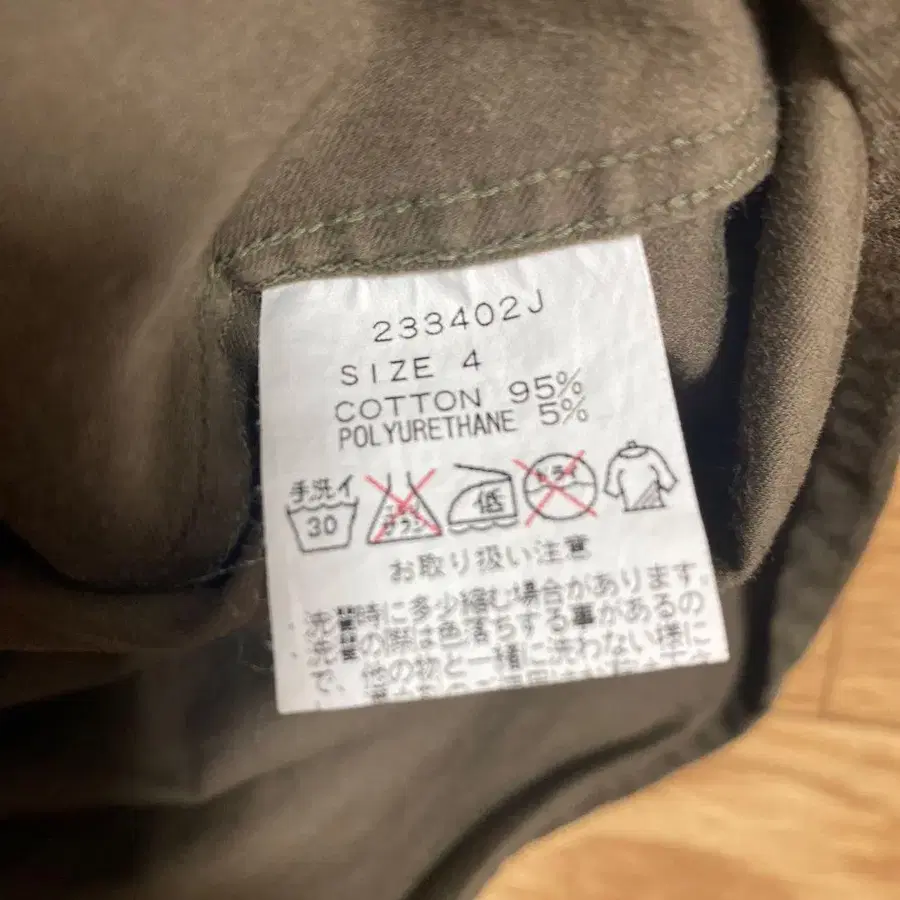 233402J
SIZE 4
COTTON 95%
POLYURETHANE 5%
手洗イ 30 低 ドライ
お取り扱い注意
洗濯時に多少縮む場合があります。
洗濯の際は色落ちする事があるの
で、他の物と一緒に洗わない様に